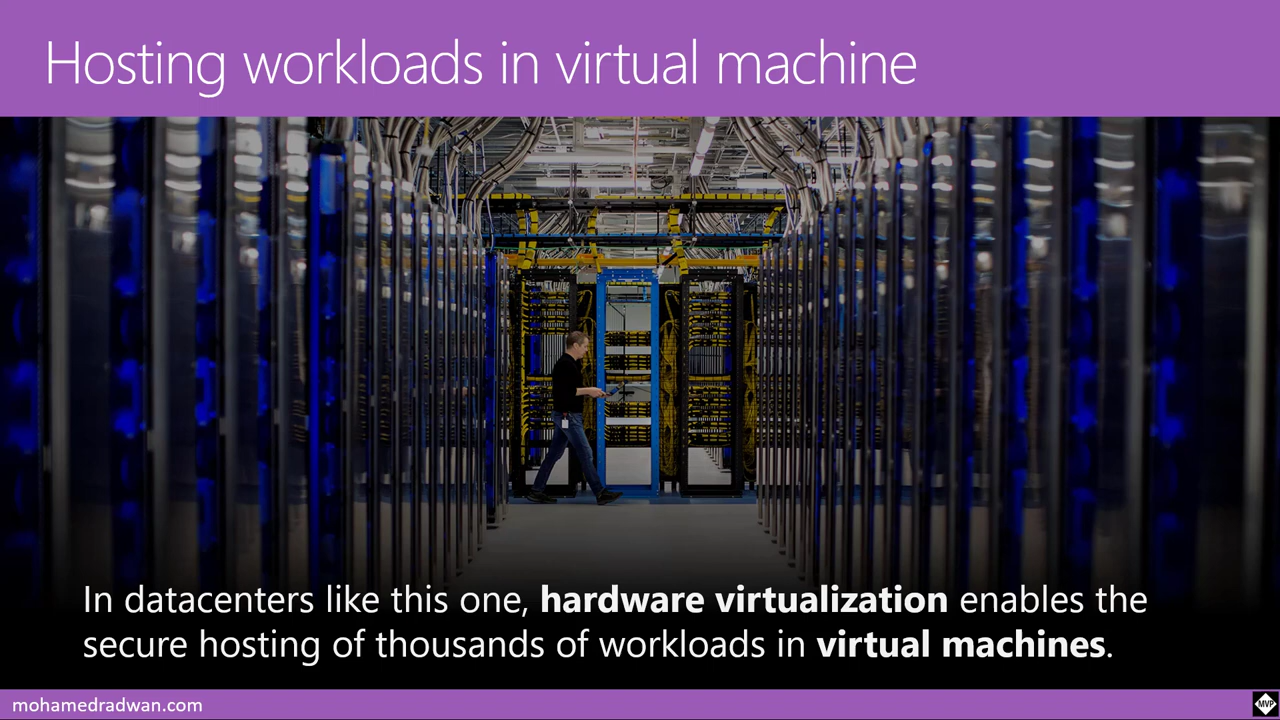 Hosting workloads in virtual machine
In datacenters like this one, hardware virtualization enables the
secure hosting of thousands of workloads in virtual machines.
mohamedradwan.com
MVP